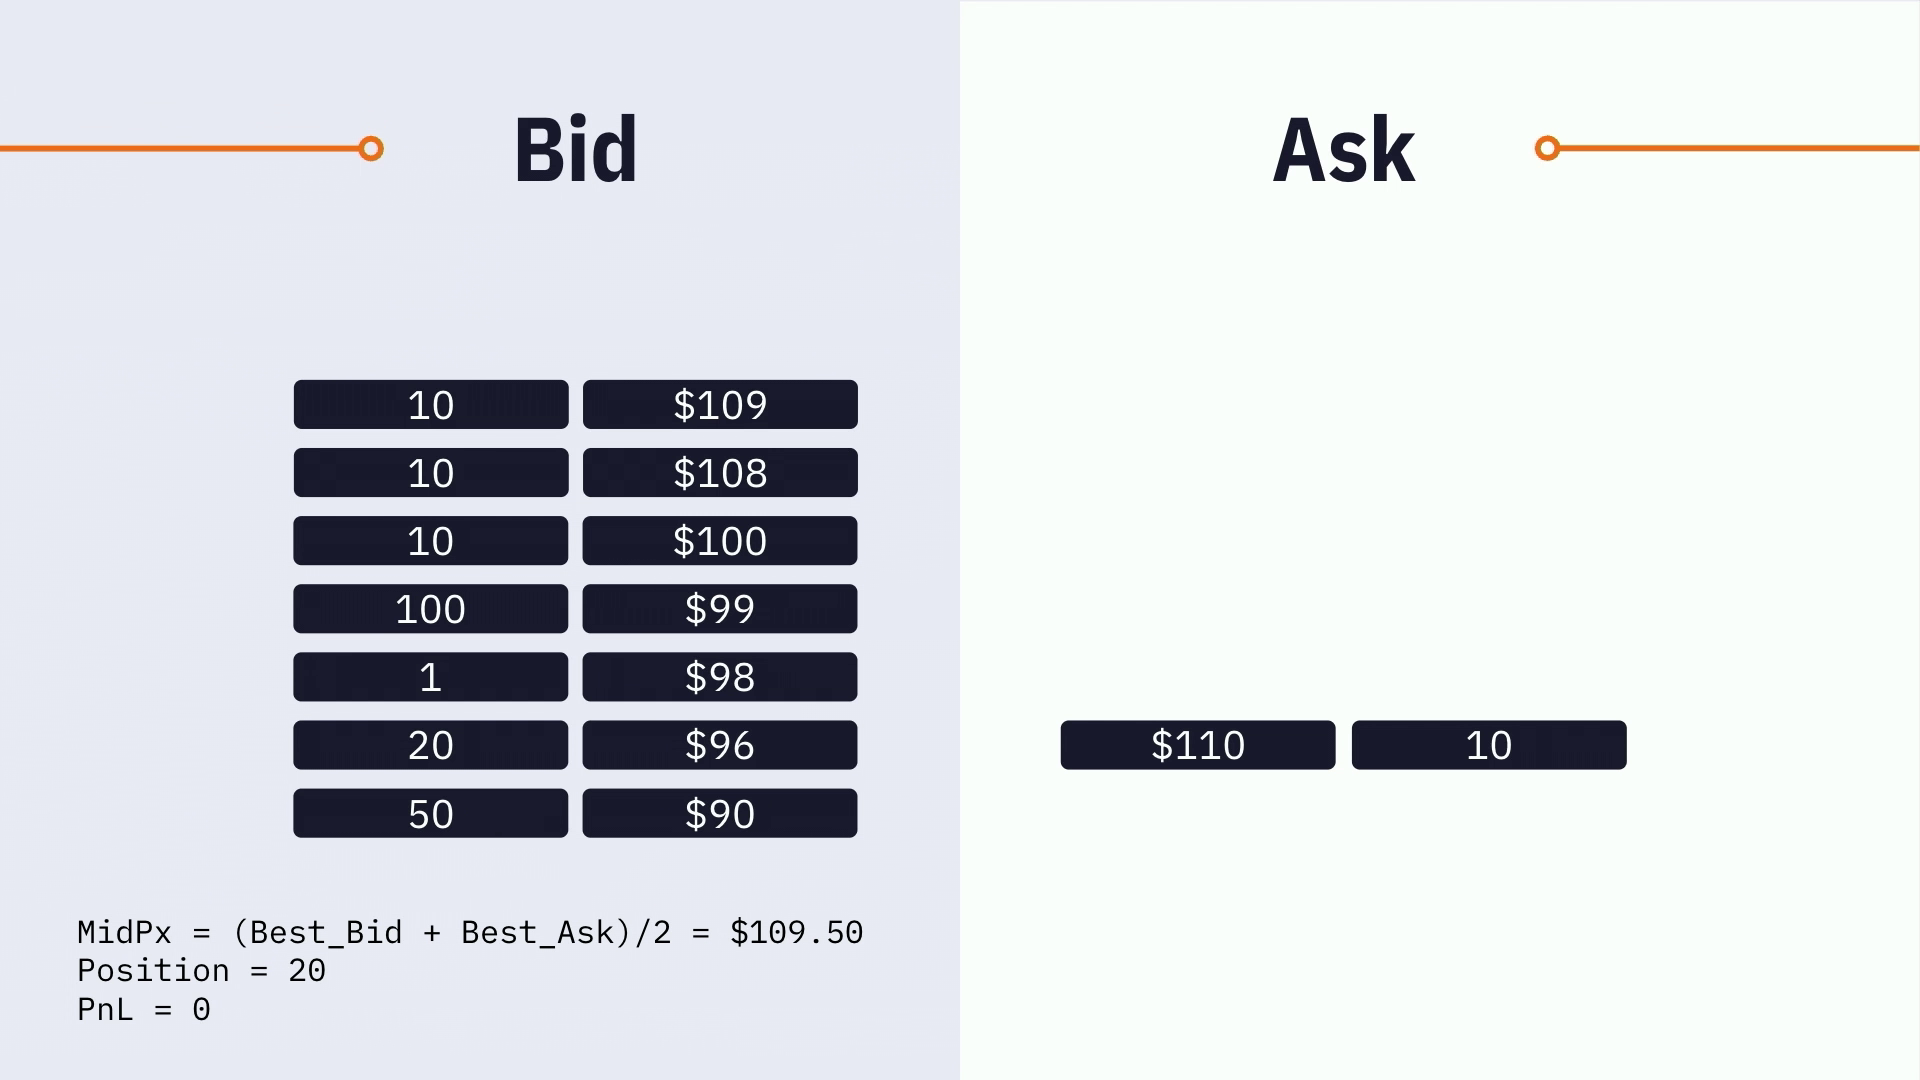 Bid
10 $109
10 $108
10 $100
100 $99
1 $98
20 $96
50 $90
MidPx = (Best_Bid + Best_Ask)/2 = $109.50
Position = 20
PnL = 0
Ask
$110 10